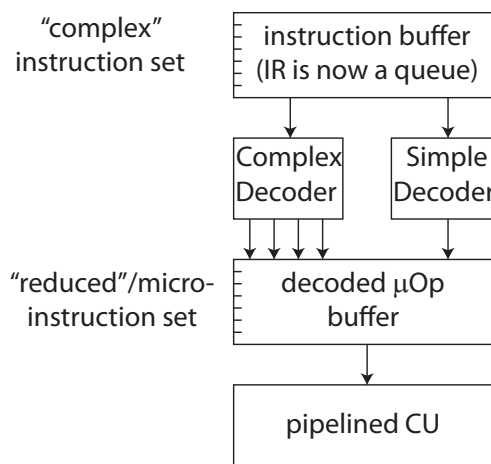 “complex”
instruction set
instruction buffer
(IR is now a queue)
Complex
Decoder
Simple
Decoder
“reduced”/micro-
instruction set
decoded μOp
buffer
pipelined CU